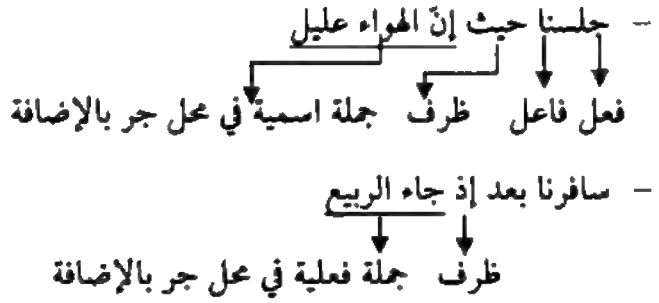 – جلسنا حيث إنّ الهواء عليل
فعل فاعل ظرف جملة اسمية في محل جر بالإضافة
– سافرنا بعد إذ جاء الربيع
ظرف جملة فعلية في محل جر بالإضافة